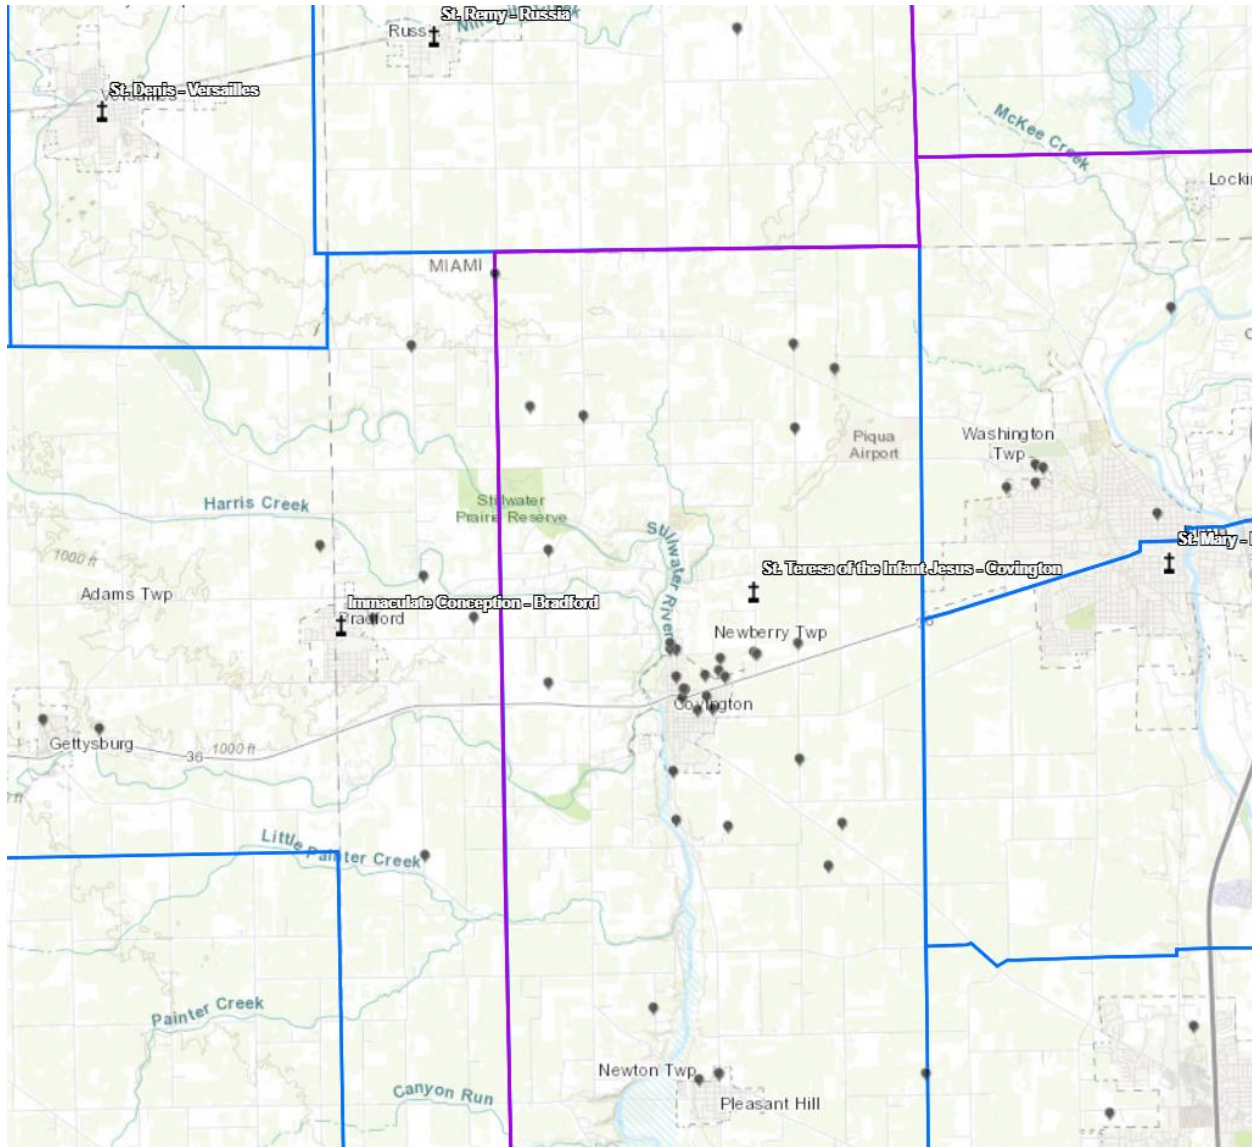 St. Remy - Russia
Russ
St. Denis - Versailles
McKee Creek
MIAMI
Washington
Twp
Piqua
Airport
Harris Creek
Stillwater
Prairie Reserve
Stillwater River
1000 ft
St. Mary -
St. Teresa of the Infant Jesus - Covington
Adams Twp
Immaculate Conception - Bradford
Bradford
36
Newberry Twp
Covington
Gettysburg
36
1000 ft
ft
Little Painter Creek
Painter Creek
Newton Twp
Canyon Run
Pleasant Hill